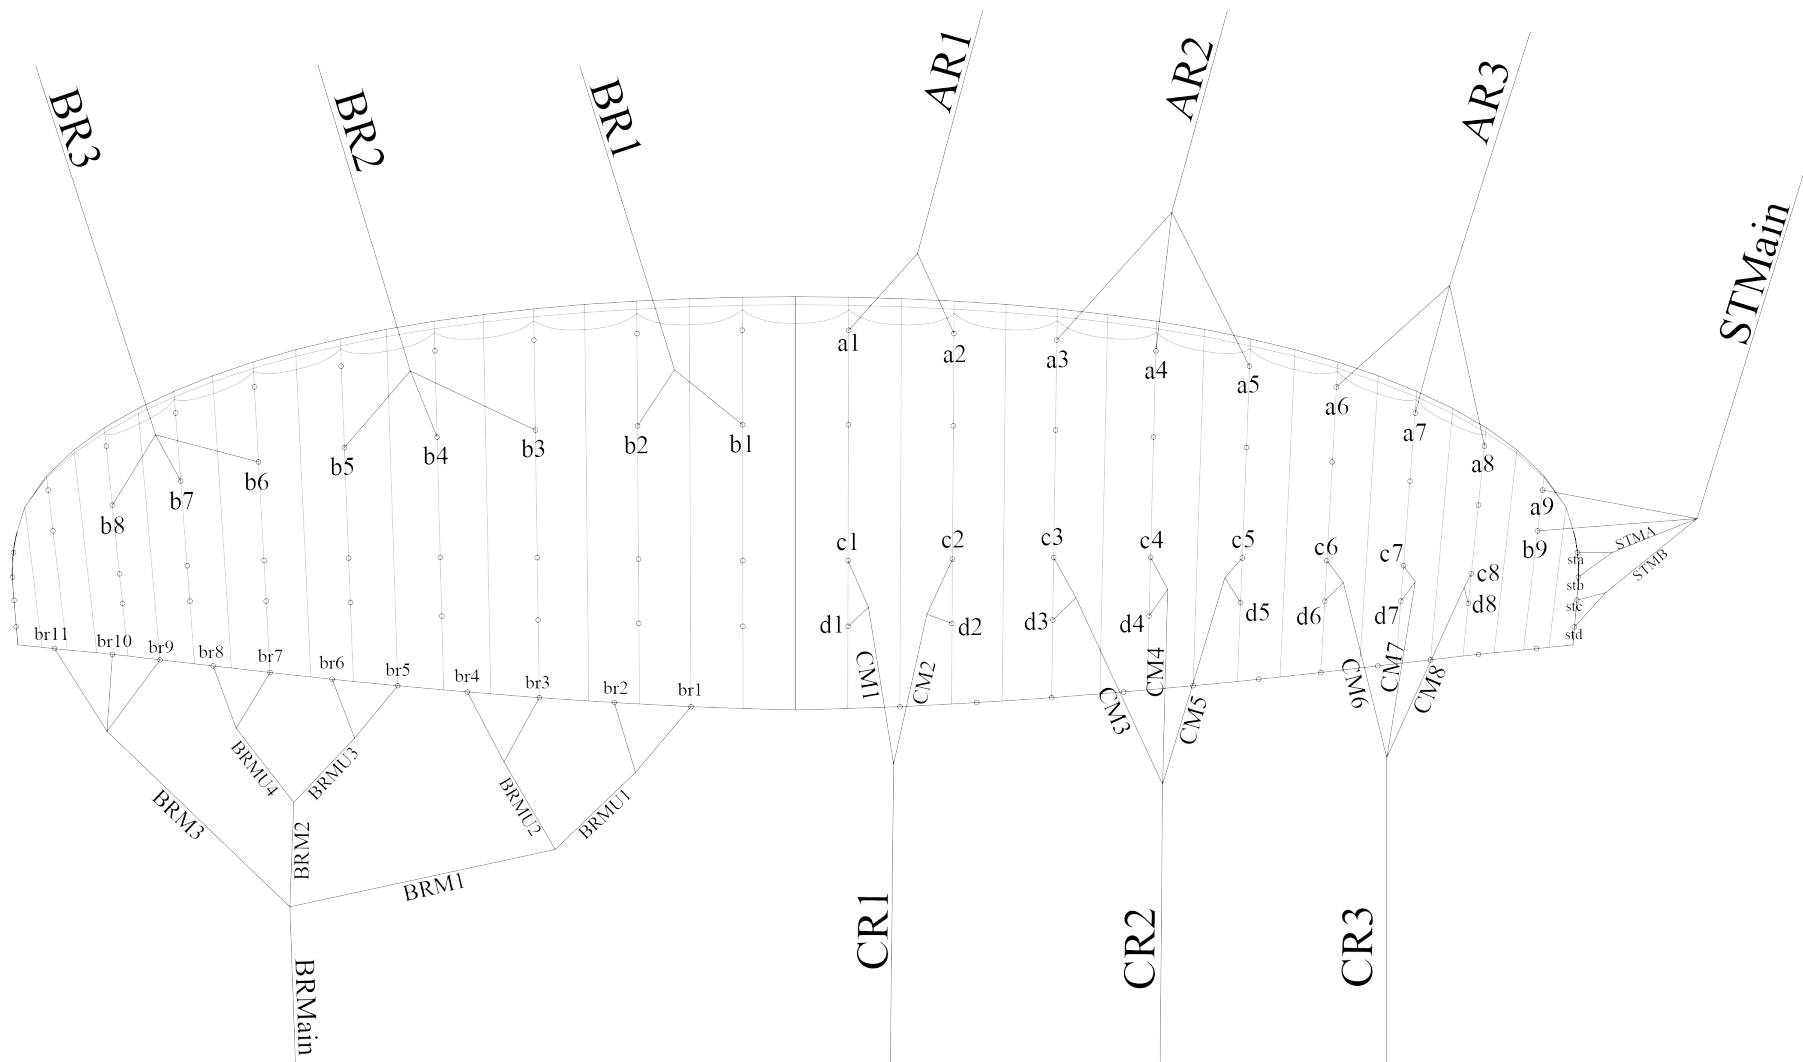 BR3
BR2
BR1
AR1
AR2
AR3
STMain
a1
a2
a3
a4
a5
a6
a7
a8
a9
b1
b2
b3
b4
b5
b6
b7
b8
b9
c1
c2
c3
c4
c5
c6
c7
c8
d1
d2
d3
d4
d5
d6
d7
d8
sta
stb
stc
std
STMA
STMB
br11
br10
br9
br8
br7
br6
br5
br4
br3
br2
br1
CM1
CM2
CM3
CM4
CM5
CM6
CM7
CM8
BRMU4
BRMU3
BRMU2
BRMU1
BRM3
BRM2
BRM1
BRMain
CR1
CR2
CR3